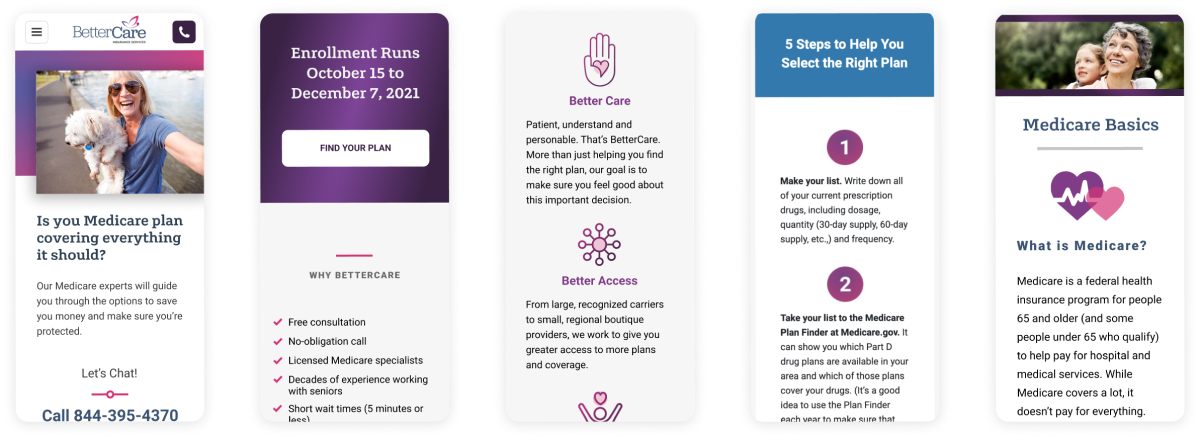 BetterCare
INSURANCE SERVICES
Is you Medicare plan
covering everything
it should?
Our Medicare experts will guide
you through the options to save
you money and make sure you're
protected.
Let's Chat!
Call 844-395-4370
Enrollment Runs
October 15 to
December 7, 2021
FIND YOUR PLAN
WHY BETTERCARE
Free consultation
No-obligation call
Licensed Medicare specialists
Decades of experience working
with seniors
Short wait times (5 minutes or
less)
Better Care
Patient, understand and
personable. That's BetterCare.
More than just helping you find
the right plan, our goal is to
make sure you feel good about
this important decision.
Better Access
From large, recognized carriers
to small, regional boutique
providers, we work to give you
greater access to more plans
and coverage.
5 Steps to Help You
Select the Right Plan
1
Make your list. Write down all
of your current prescription
drugs, including dosage,
quantity (30-day supply, 60-day
supply, etc.,) and frequency.
2
Take your list to the Medicare
Plan Finder at Medicare.gov. It
can show you which Part D
drug plans are available in your
area and which of those plans
cover your drugs. (It's a good
idea to use the Plan Finder
each year to make sure that
Medicare Basics
What is Medicare?
Medicare is a federal health
insurance program for people
65 and older (and some
people under 65 who qualify)
to help pay for hospital and
medical services. While
Medicare covers a lot, it
doesn't pay for everything.